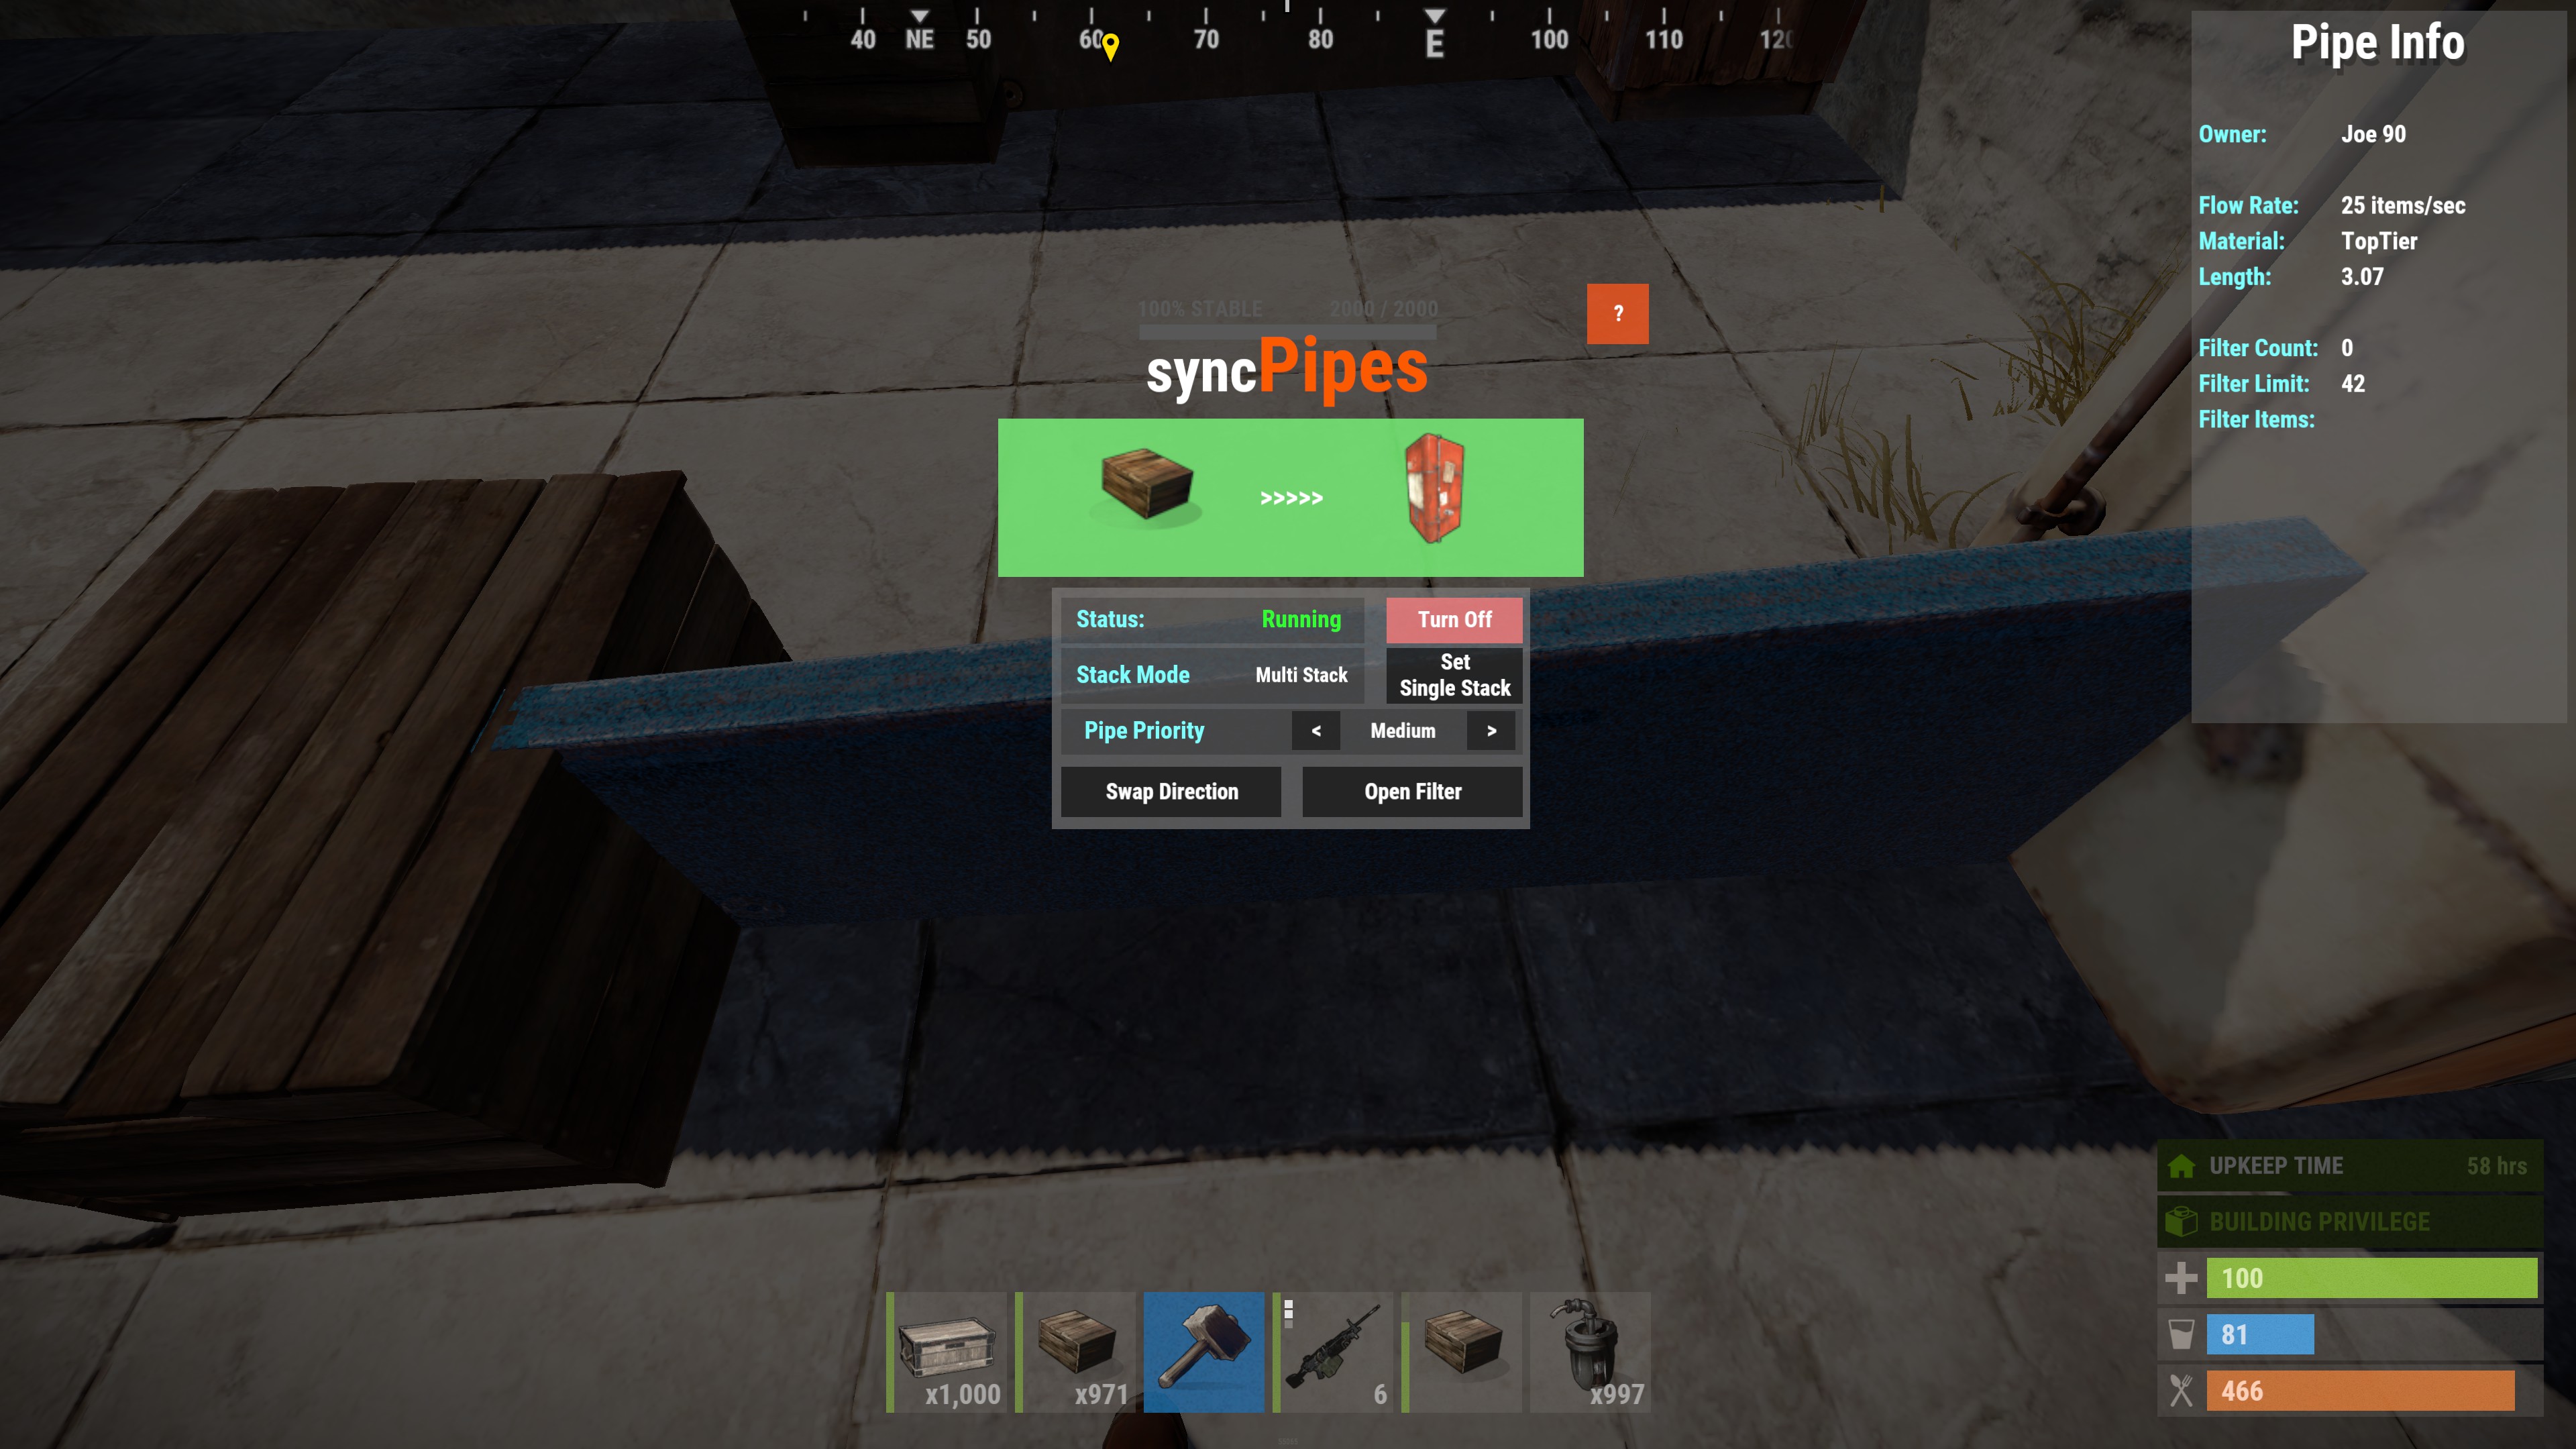 40 NE 50 60 70 80 E 100 110 120
Pipe Info
Owner: Joe 90
Flow Rate: 25 items/sec
Material: TopTier
Length: 3.07
Filter Count: 0
Filter Limit: 42
Filter Items:
100% STABLE 2000 / 2000
?
syncPipes
>>>>>
Status: Running Turn Off
Stack Mode Multi Stack Set
Single Stack
Pipe Priority < Medium >
Swap Direction Open Filter
UPKEEP TIME 58 hrs
BUILDING PRIVILEGE
100
81
466
x1,000 x971 6 x997